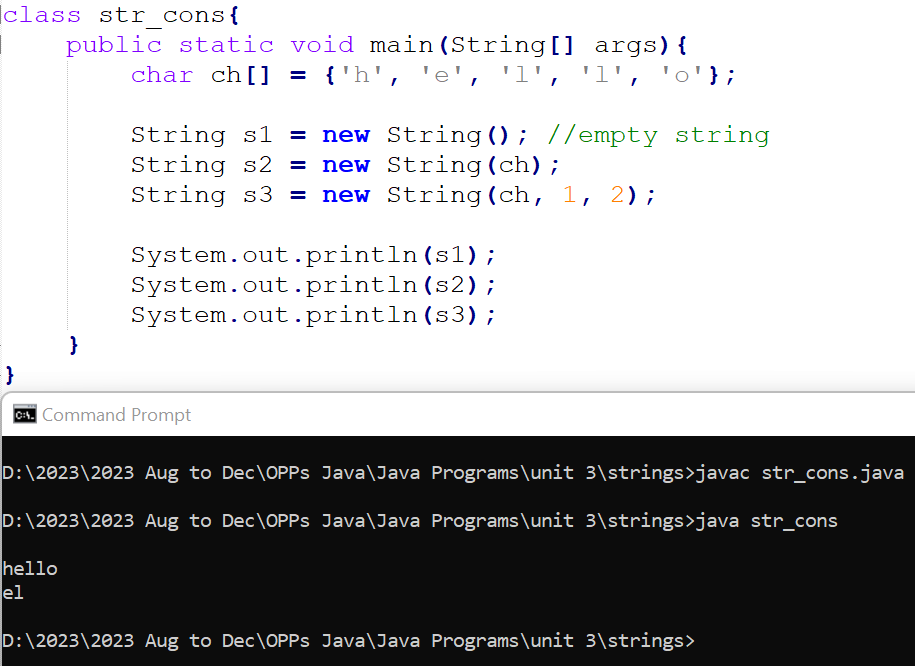 class str_cons{
public static void main(String[] args){
char ch[] = {'h', 'e', 'l', 'l', 'o'};
String s1 = new String(); //empty string
String s2 = new String(ch);
String s3 = new String(ch, 1, 2);
System.out.println(s1);
System.out.println(s2);
System.out.println(s3);
}
}
C:\. Command Prompt
D:\2023\2023 Aug to Dec\OPPs Java\Java Programs\unit 3\strings>javac str_cons.java
D:\2023\2023 Aug to Dec\OPPs Java\Java Programs\unit 3\strings>java str_cons
hello
el
D:\2023\2023 Aug to Dec\OPPs Java\Java Programs\unit 3\strings>